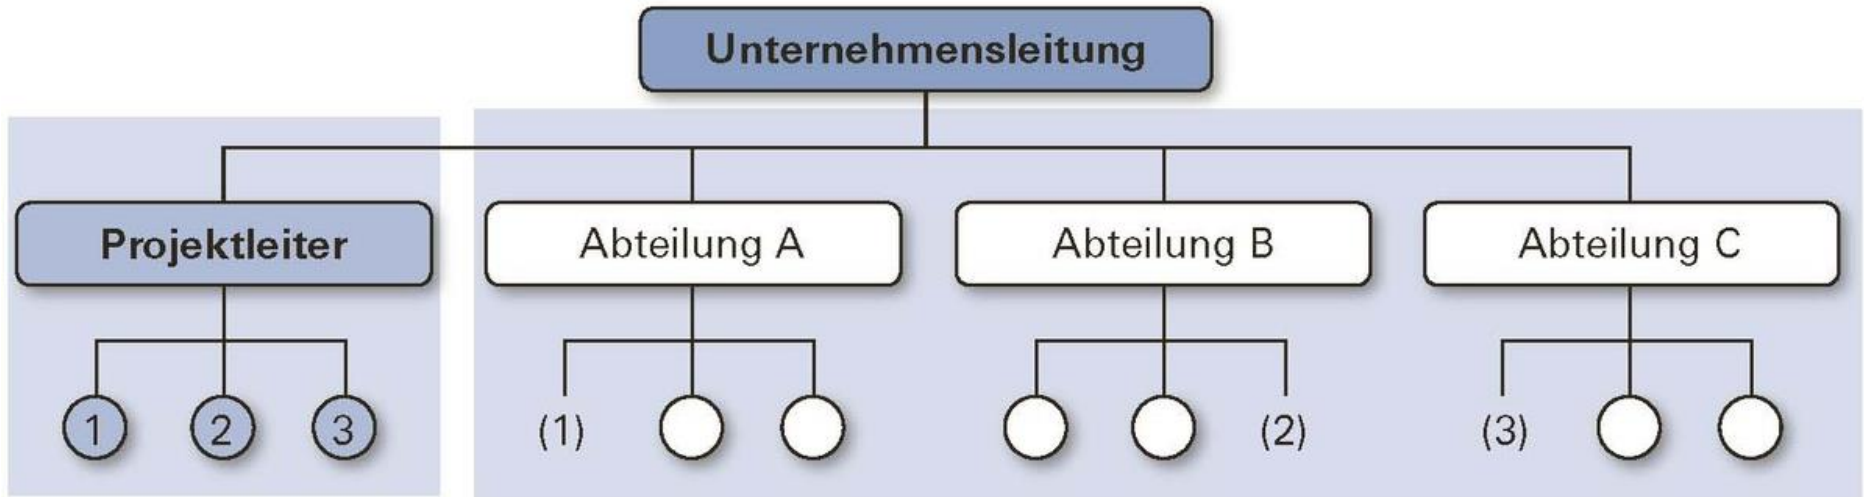 Unternehmensleitung
Projektleiter
Abteilung A
Abteilung B
Abteilung C
1
2
3
(1)
(2)
(3)